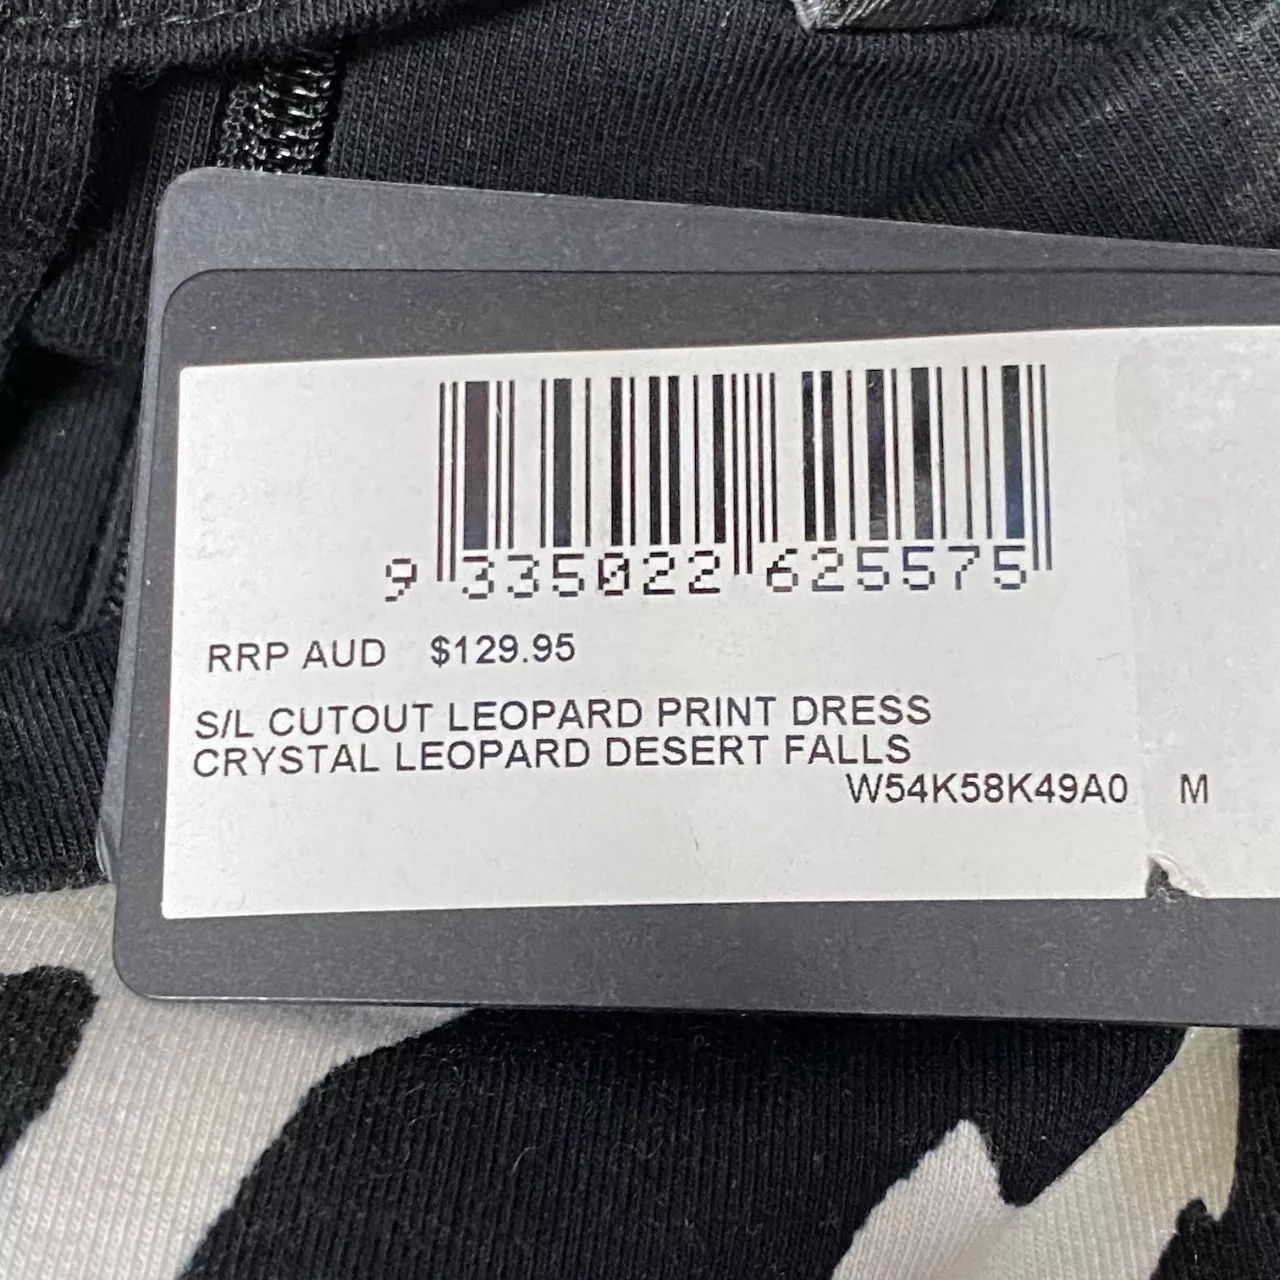 9 335022 625575
RRP AUD $129.95
S/L CUTOUT LEOPARD PRINT DRESS
CRYSTAL LEOPARD DESERT FALLS
W54K58K49A0 M